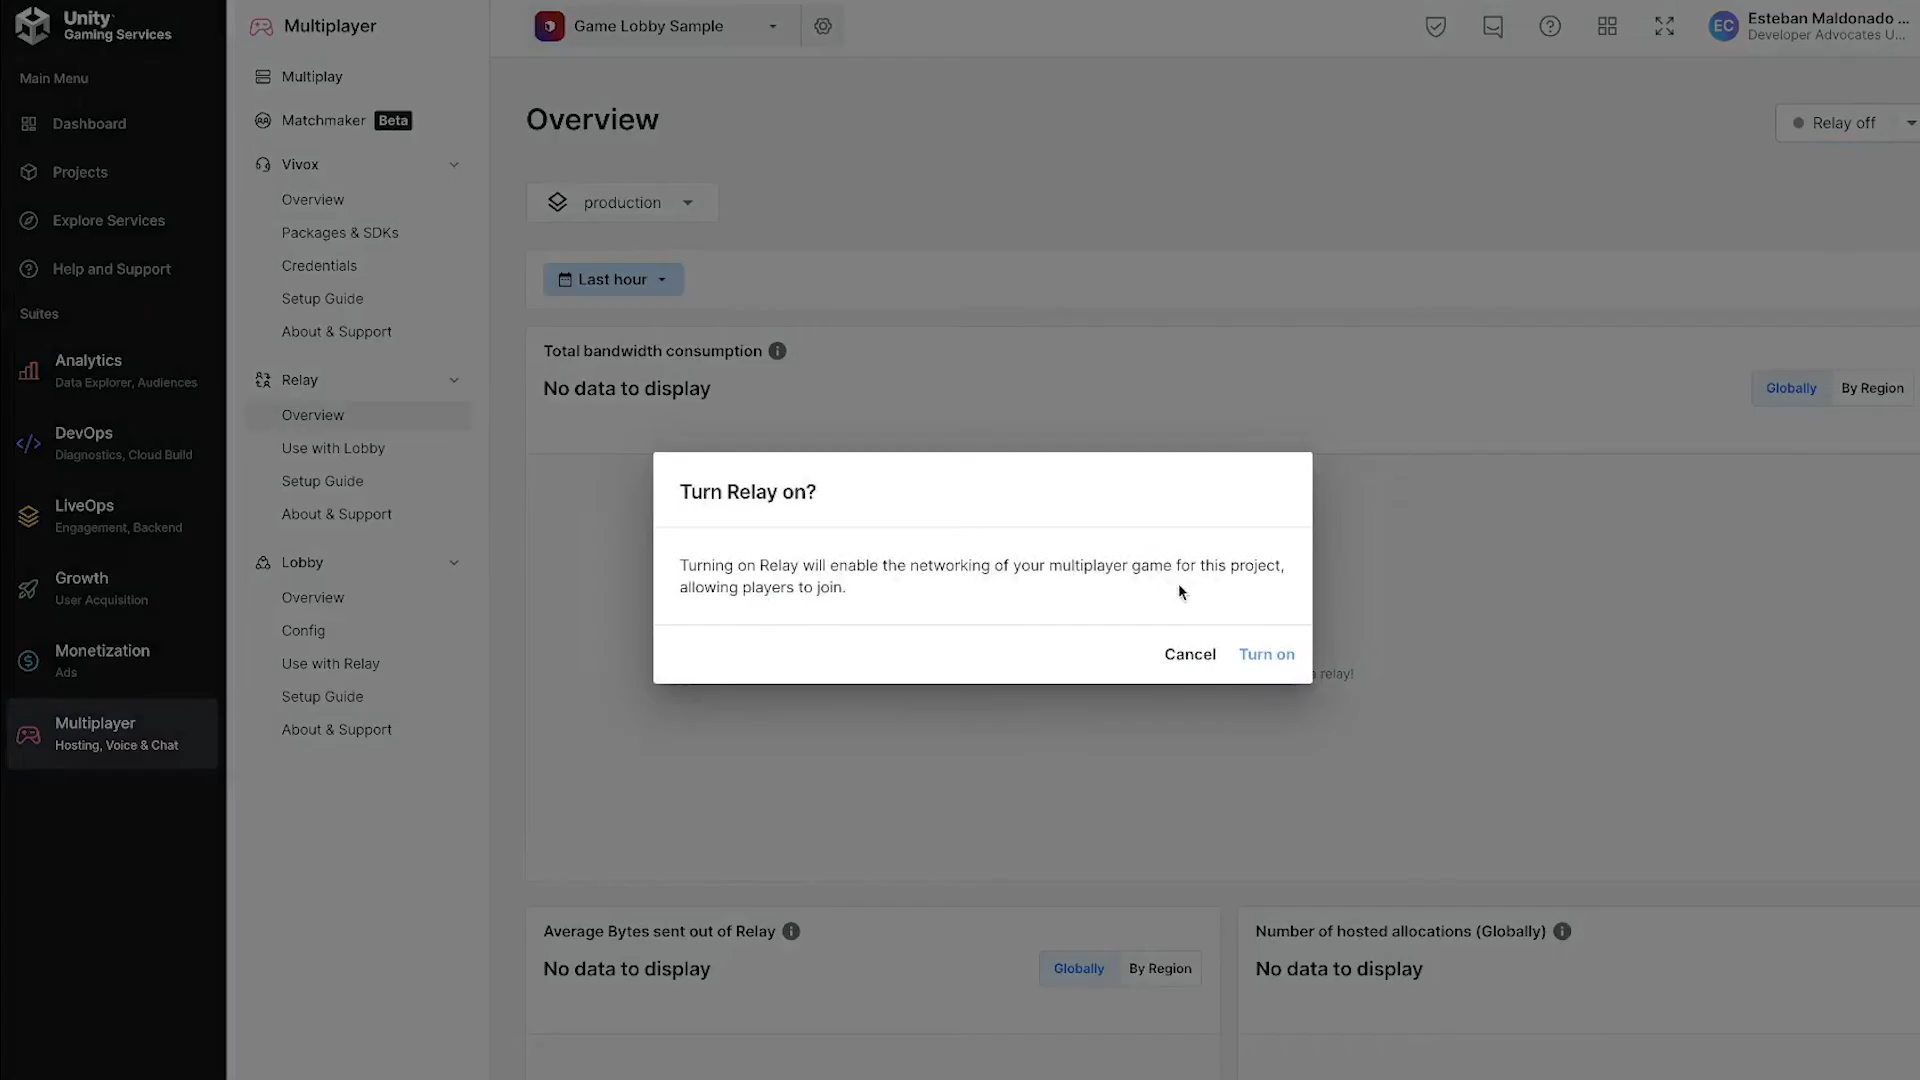 Unity
Gaming Services
Main Menu
Dashboard
Projects
Explore Services
Help and Support
Suites
Analytics
Data Explorer, Audiences
DevOps
Diagnostics, Cloud Build
LiveOps
Engagement, Backend
Growth
User Acquisition
Monetization
Ads
Multiplayer
Hosting, Voice & Chat
Multiplayer
Multiplay
Matchmaker Beta
Vivox
Overview
Packages & SDKs
Credentials
Setup Guide
About & Support
Relay
Overview
Use with Lobby
Setup Guide
About & Support
Lobby
Overview
Config
Use with Relay
Setup Guide
About & Support
Game Lobby Sample
EC
Esteban Maldonado ...
Developer Advocates U...
Overview
Relay off
production
Last hour
Total bandwidth consumption
No data to display
Globally By Region
Turn Relay on?
Turning on Relay will enable the networking of your multiplayer game for this project,
allowing players to join.
Cancel Turn on
relay!
Average Bytes sent out of Relay
No data to display
Globally By Region
Number of hosted allocations (Globally)
No data to display